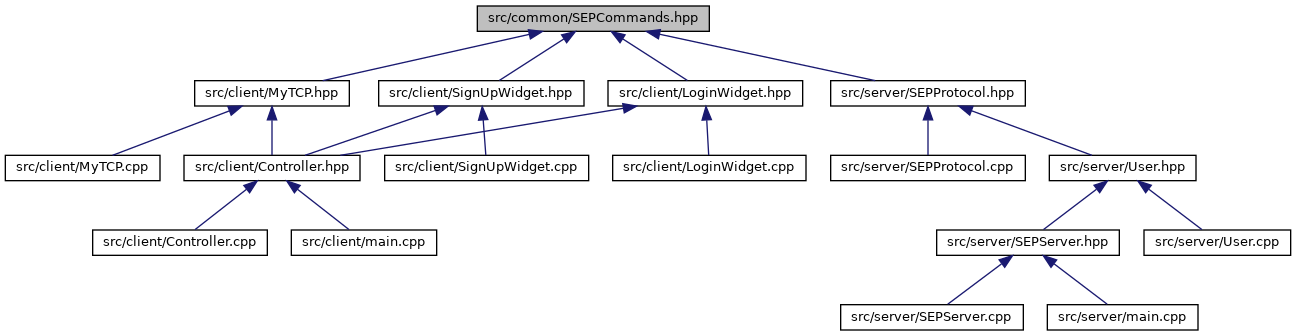 src/common/SEPCommands.hpp
src/client/MyTCP.hpp
src/client/SignUpWidget.hpp
src/client/LoginWidget.hpp
src/server/SEPProtocol.hpp
src/client/MyTCP.cpp
src/client/Controller.hpp
src/client/SignUpWidget.cpp
src/client/LoginWidget.cpp
src/server/SEPProtocol.cpp
src/server/User.hpp
src/client/Controller.cpp
src/client/main.cpp
src/server/SEPServer.hpp
src/server/User.cpp
src/server/SEPServer.cpp
src/server/main.cpp